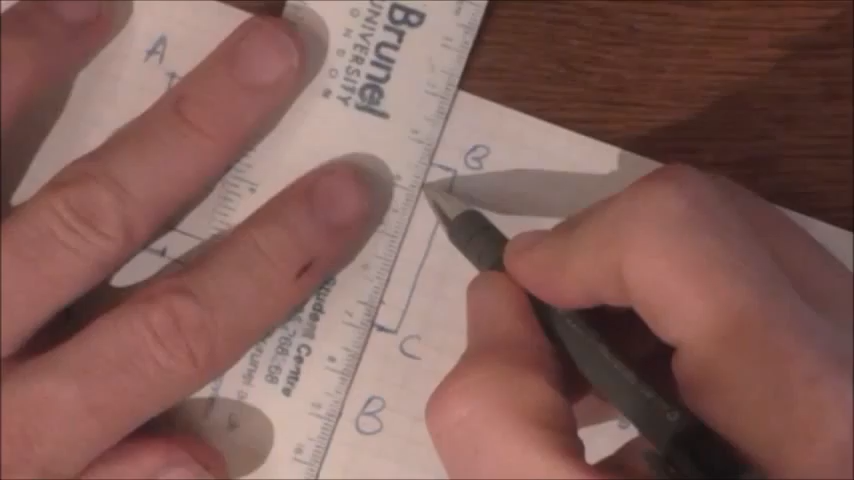 A
Brunel
UNIVERSITY
LONDON
B
Student Centre
C
B